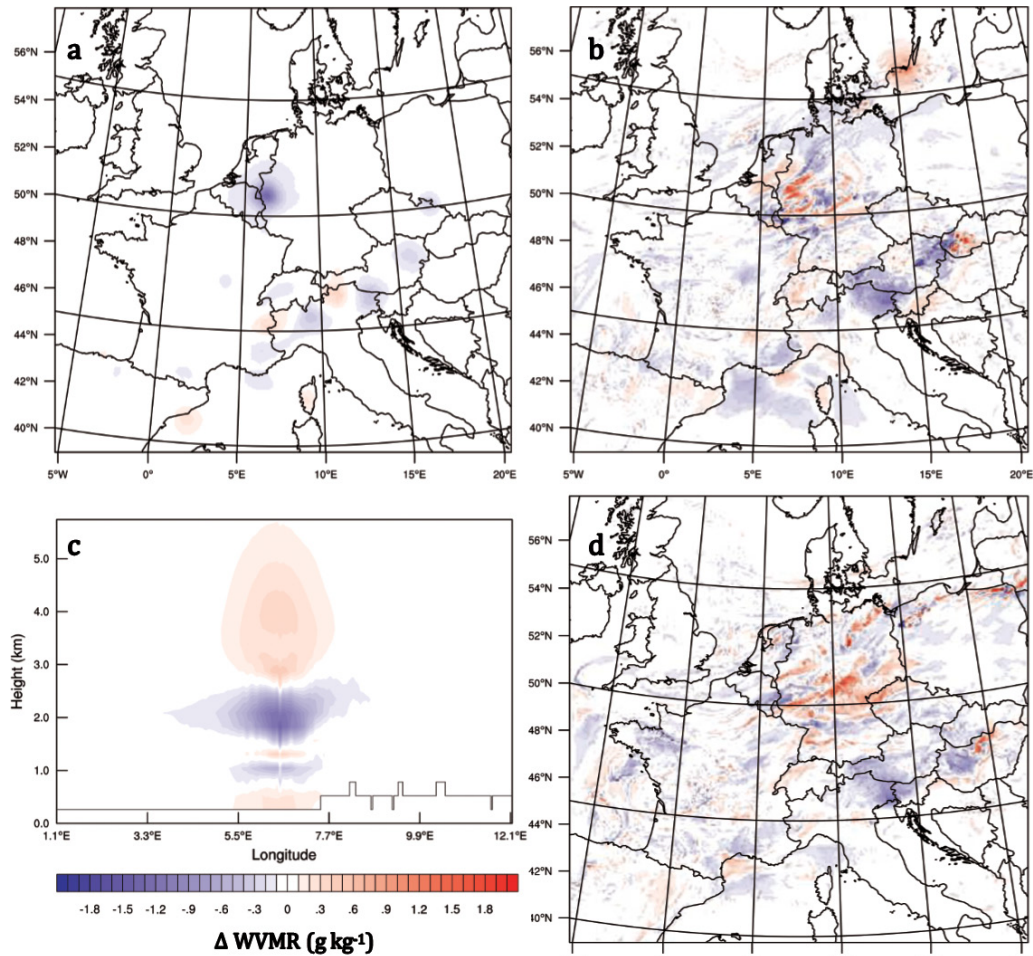 a
56°N
54°N
52°N
50°N
48°N
46°N
44°N
42°N
40°N
5°W 0° 5°E 10°E 15°E 20°E
b
56°N
54°N
52°N
50°N
48°N
46°N
44°N
42°N
40°N
5°W 0° 5°E 10°E 15°E 20°E
c
5.0
4.0
3.0
2.0
1.0
0.0
Height (km)
1.1°E 3.3°E 5.5°E 7.7°E 9.9°E 12.1°E
Longitude
-1.8 -1.5 -1.2 -.9 -.6 -.3 0 .3 .6 .9 1.2 1.5 1.8
Δ WVMR (g kg-1)
d
56°N
54°N
52°N
50°N
48°N
46°N
44°N
42°N
40°N